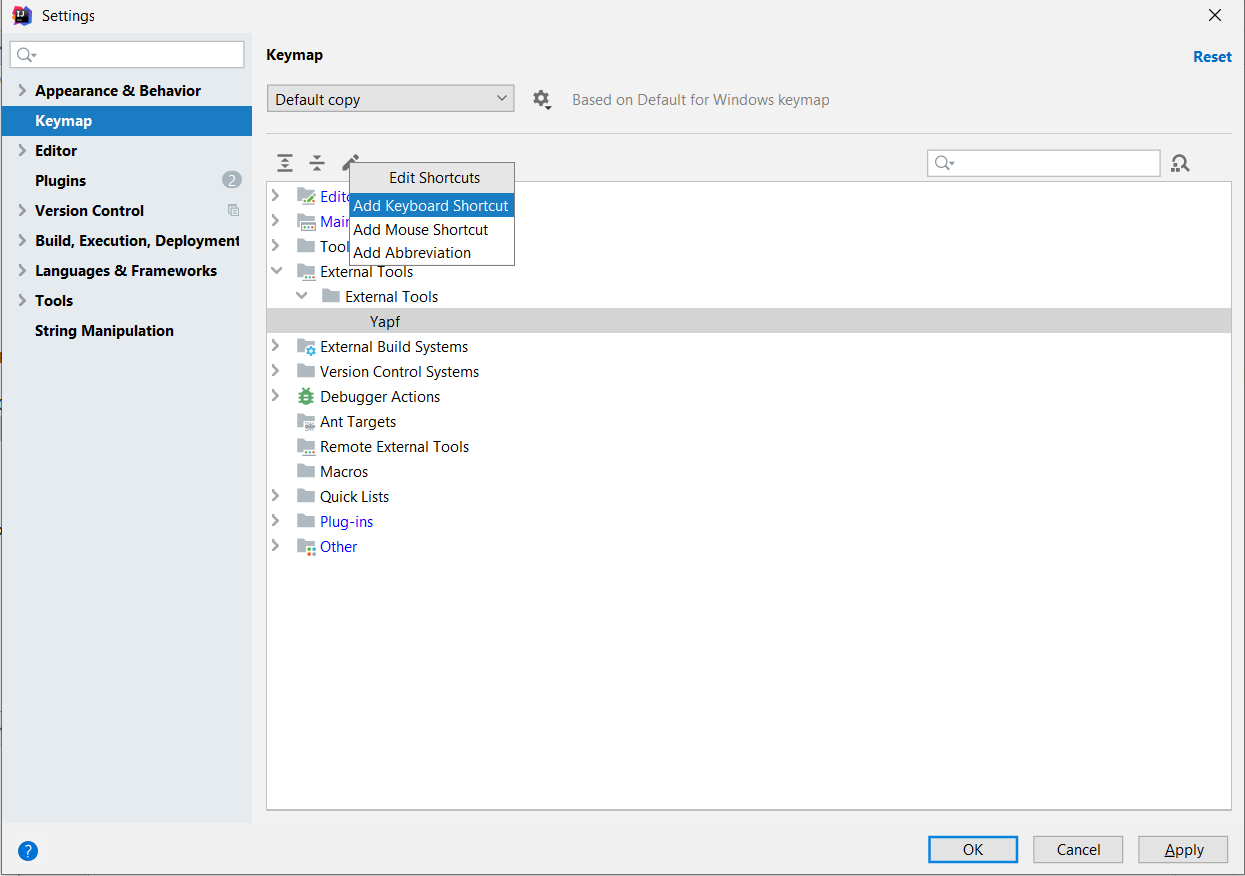 Settings
Keymap
Reset
Appearance & Behavior
Keymap
Editor
Plugins
2
Version Control
Build, Execution, Deployment
Languages & Frameworks
Tools
String Manipulation
Default copy
Based on Default for Windows keymap
Edit Shortcuts
Add Keyboard Shortcut
Add Mouse Shortcut
Add Abbreviation
Edito
Main
Tool
External Tools
External Tools
Yapf
External Build Systems
Version Control Systems
Debugger Actions
Ant Targets
Remote External Tools
Macros
Quick Lists
Plug-ins
Other
?
OK
Cancel
Apply